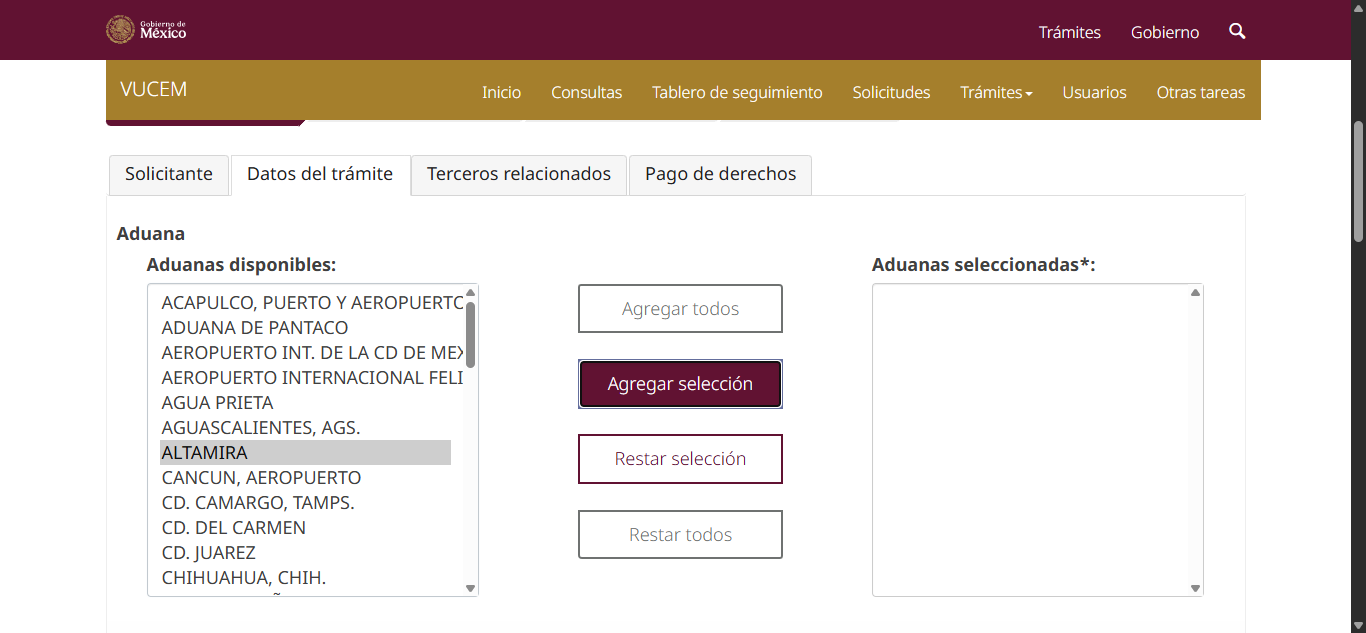 Gobierno de
México
Trámites
Gobierno
VUCEM
Inicio
Consultas
Tablero de seguimiento
Solicitudes
Trámites
Usuarios
Otras tareas
Solicitante
Datos del trámite
Terceros relacionados
Pago de derechos
Aduana
Aduanas disponibles:
ACAPULCO, PUERTO Y AEROPUERTO
ADUANA DE PANTACO
AEROPUERTO INT. DE LA CD DE MEX
AEROPUERTO INTERNACIONAL FELI
AGUA PRIETA
AGUASCALIENTES, AGS.
ALTAMIRA
CANCUN, AEROPUERTO
CD. CAMARGO, TAMPS.
CD. DEL CARMEN
CD. JUAREZ
CHIHUAHUA, CHIH.
Agregar todos
Agregar selección
Restar selección
Restar todos
Aduanas seleccionadas*: